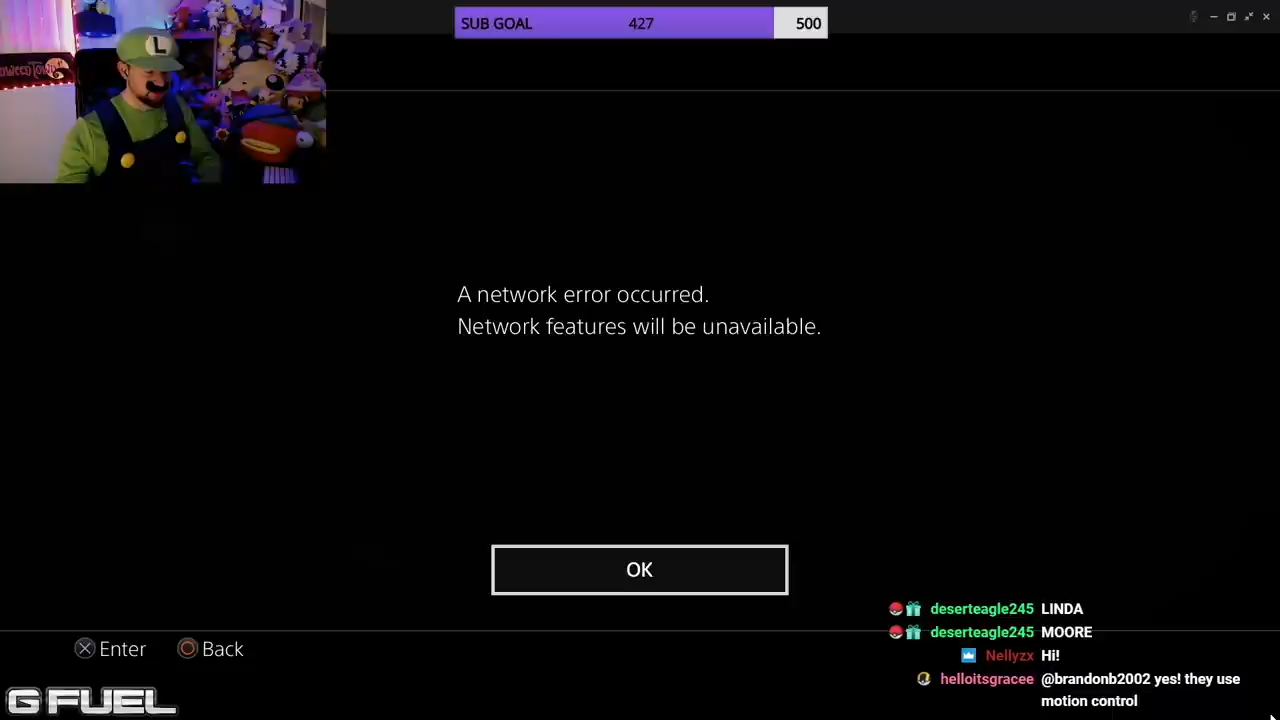 SUB GOAL 427 500
L
A network error occurred.
Network features will be unavailable.
OK
deserteagle245 LINDA
deserteagle245 MOORE
Nellyzx Hi!
helloitsgracee @brandonb2002 yes! they use
motion control
Enter Back
G FUEL